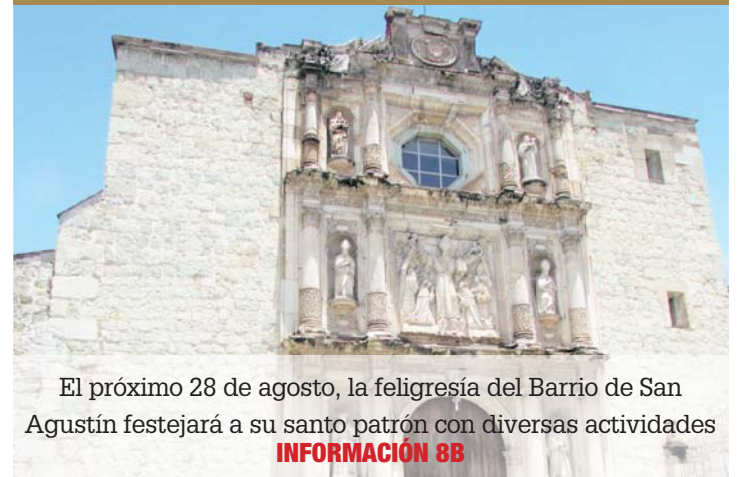 El próximo 28 de agosto, la feligresía del Barrio de San
Agustín festejará a su santo patrón con diversas actividades
INFORMACIÓN 8B